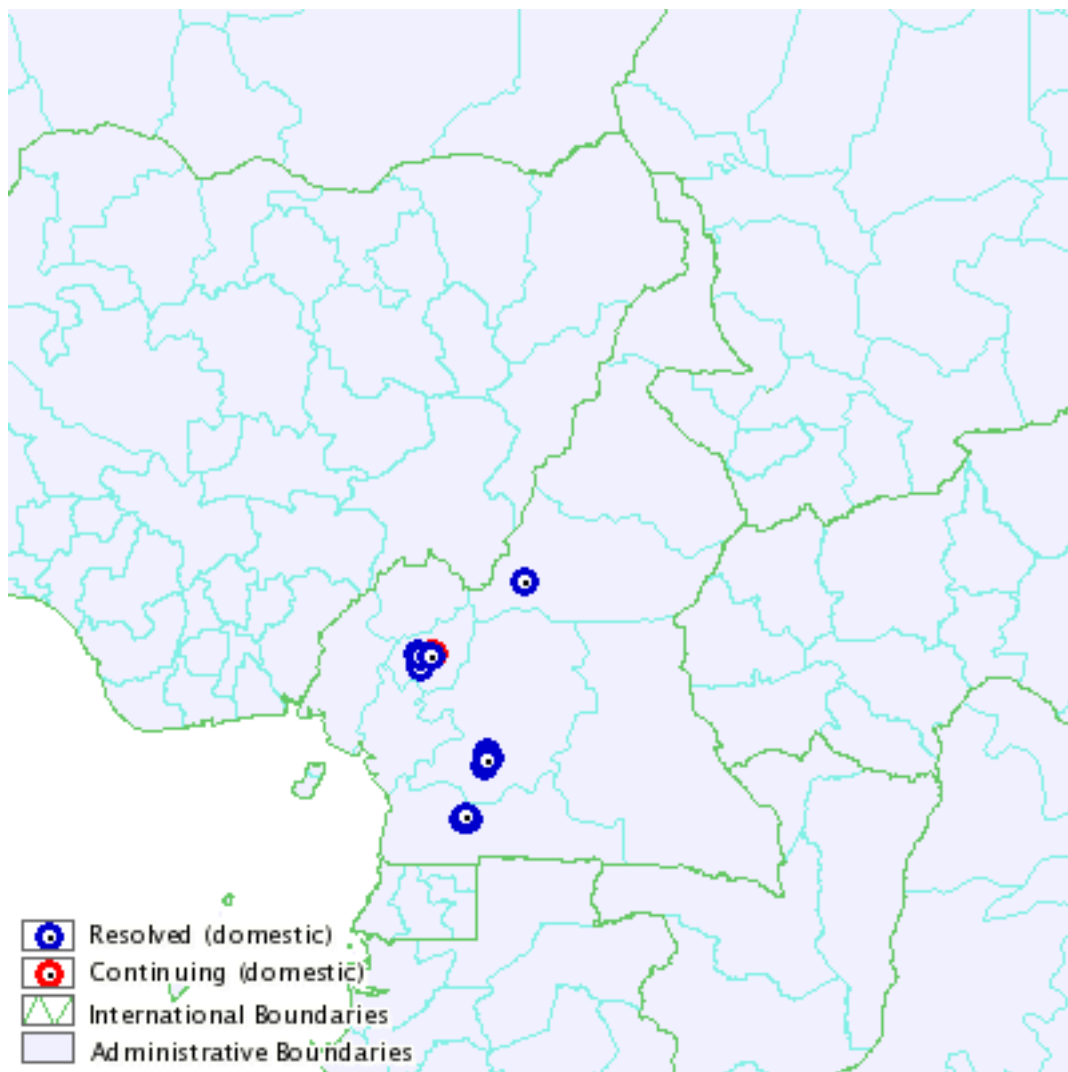 Resolved (domestic)
Continuing (domestic)
International Boundaries
Administrative Boundaries